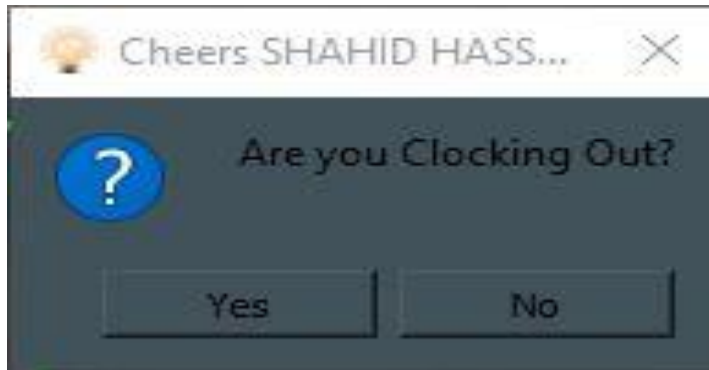 Cheers SHAHID HASS...
Are you Clocking Out?
?
Yes
No